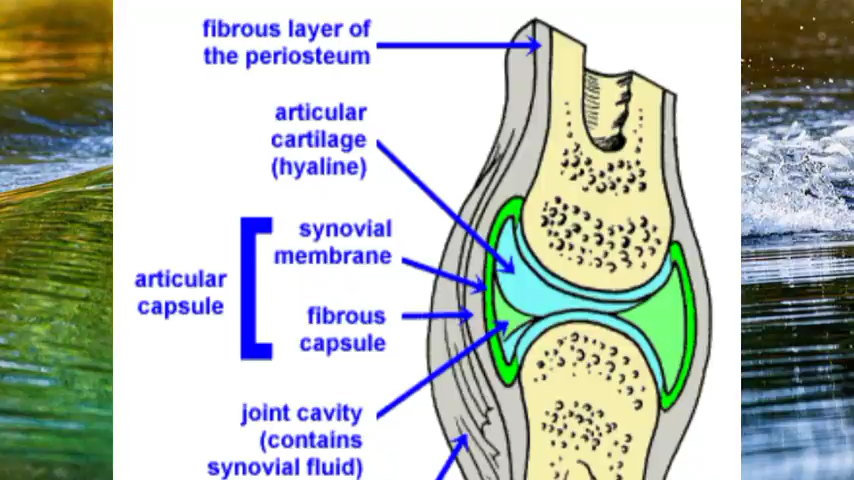 fibrous layer of
the periosteum
articular
cartilage
(hyaline)
synovial
membrane
articular
capsule
fibrous
capsule
joint cavity
(contains
synovial fluid)